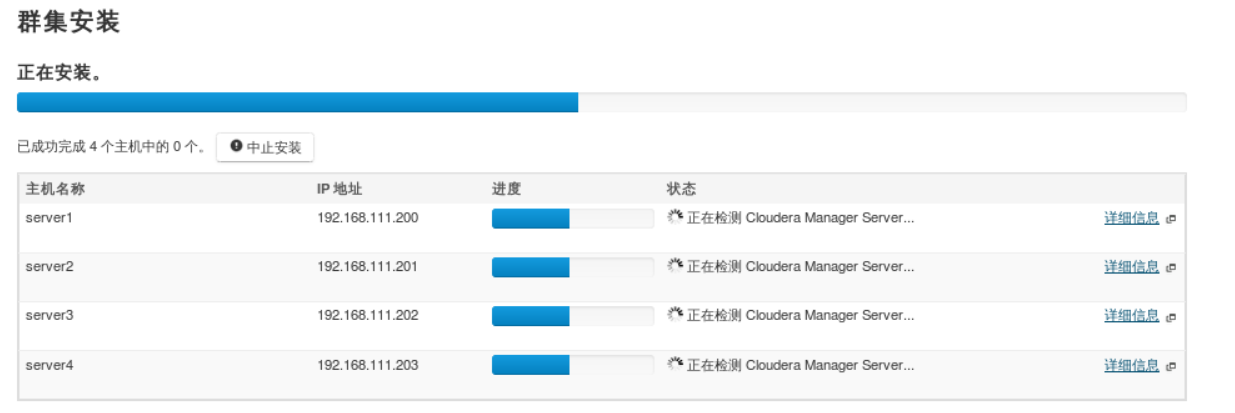 群集安装
正在安装。
已成功完成 4 个主机中的 0 个。 中止安装
主机名称 IP 地址 进度 状态
server1 192.168.111.200 正在检测 Cloudera Manager Server... 详细信息
server2 192.168.111.201 正在检测 Cloudera Manager Server... 详细信息
server3 192.168.111.202 正在检测 Cloudera Manager Server... 详细信息
server4 192.168.111.203 正在检测 Cloudera Manager Server... 详细信息